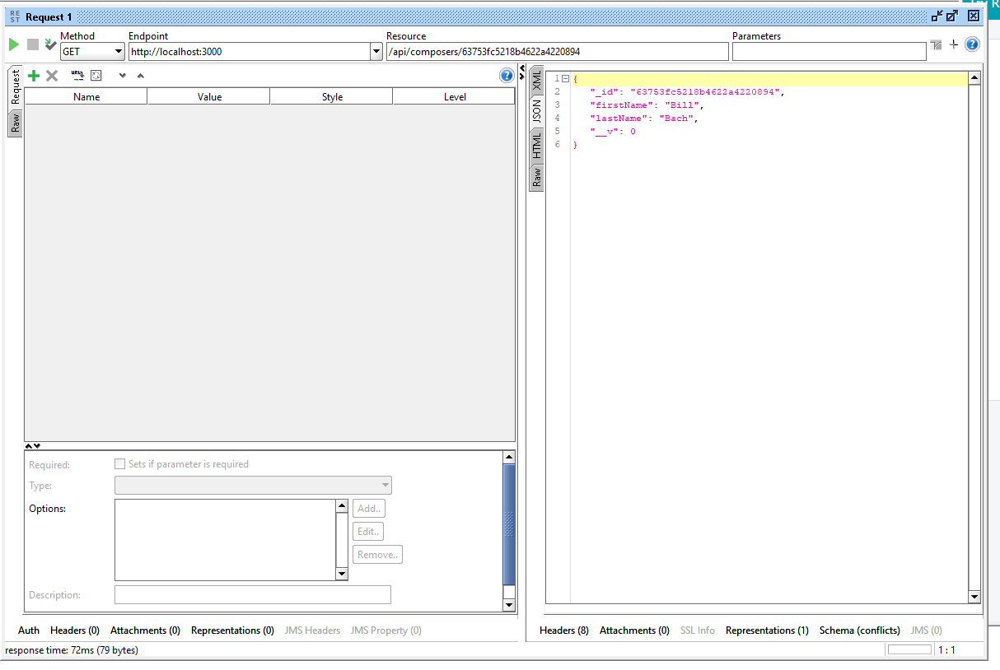 RE
ST
Request 1
Method
Endpoint
Resource
Parameters
GET
http://localhost:3000
/api/composers/63753fc5218b4622a4220894
Request
Raw
Name
Value
Style
Level
Required:
Sets if parameter is required
Type:
Options:
Add..
Edit..
Remove..
Description:
Auth
Headers (0)
Attachments (0)
Representations (0)
JMS Headers
JMS Property (0)
XML
JSON
HTML
Raw
1 {
2 "_id": "63753fc5218b4622a4220894",
3 "firstName": "Bill",
4 "lastName": "Bach",
5 "__v": 0
6 }
Headers (8)
Attachments (0)
SSL Info
Representations (1)
Schema (conflicts)
JMS (0)
response time: 72ms (79 bytes)
1 : 1